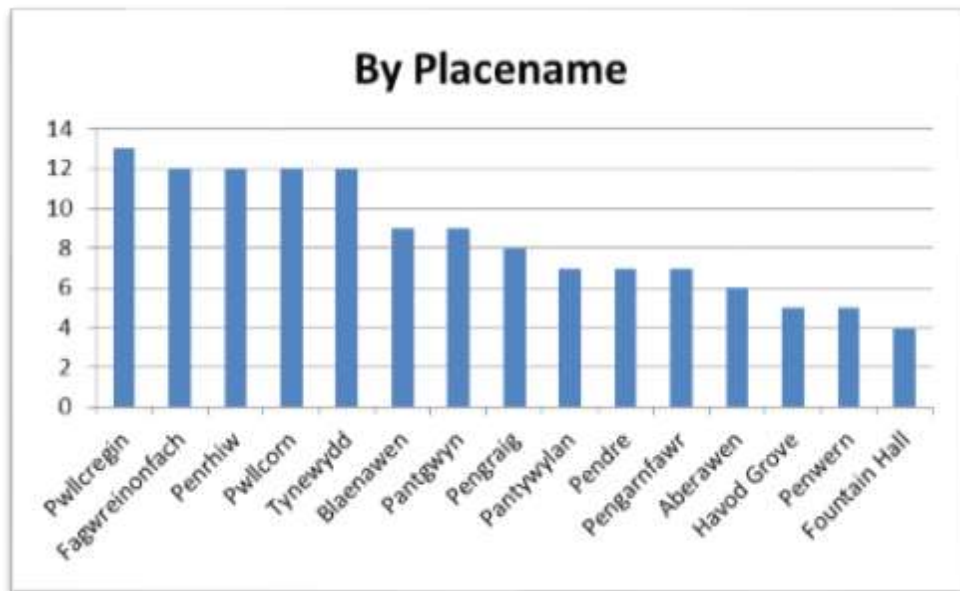 By Placename
14
12
10
8
6
4
2
0
Pwllcregin
Fagwreinonfach
Penrhiw
Pwllcorn
Tynewydd
Blaenawen
Pantgwyn
Pengraig
Pantywylan
Pendre
Pengarnfawr
Aberawen
Havod Grove
Penwern
Fountain Hall